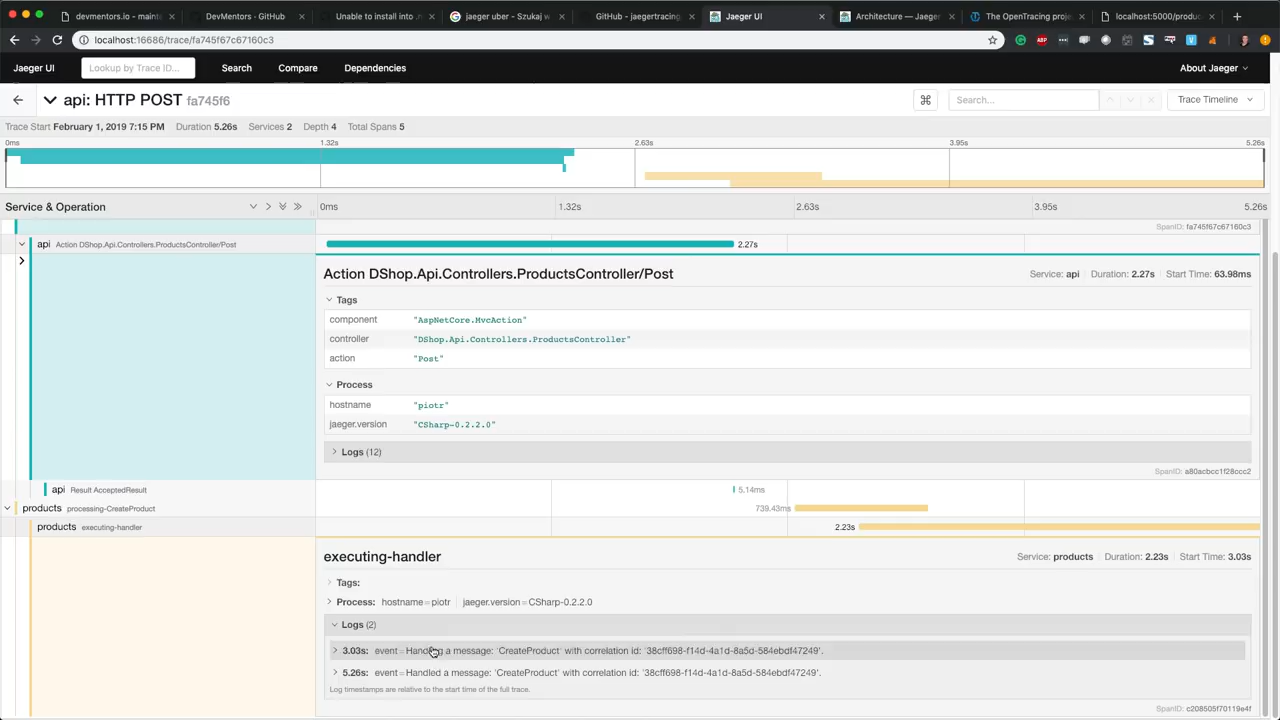 devmentors.io - maint
DevMentors · GitHub
Unable to install into .n
jaeger uber - Szukaj w
GitHub - jaegertracing
Jaeger UI
Architecture — Jaeger
The OpenTracing proj
localhost:5000/produc
localhost:16686/trace/fa745f67c67160c3
Jaeger UI
Lookup by Trace ID...
Search
Compare
Dependencies
About Jaeger
api: HTTP POST fa745f6
Search...
Trace Timeline
Trace Start February 1, 2019 7:15 PM Duration 5.26s Services 2 Depth 4 Total Spans 5
0ms 1.32s 2.63s 3.95s 5.26s
Service & Operation
0ms 1.32s 2.63s 3.95s 5.26s
SpanID: fa745f67c67160c3
api Action DShop.Api.Controllers.ProductsController/Post 2.27s
Action DShop.Api.Controllers.ProductsController/Post
Service: api Duration: 2.27s Start Time: 63.98ms
Tags
component "AspNetCore.MvcAction"
controller "DShop.Api.Controllers.ProductsController"
action "Post"
Process
hostname "piotr"
jaeger.version "CSharp-0.2.2.0"
Logs (12)
SpanID: a80acbcc1f28ccc2
api Result AcceptedResult 5.14ms
products processing-CreateProduct 739.43ms
products executing-handler 2.23s
executing-handler
Service: products Duration: 2.23s Start Time: 3.03s
Tags:
Process: hostname=piotr jaeger.version=CSharp-0.2.2.0
Logs (2)
3.03s: event=Handling a message: 'CreateProduct' with correlation id: '38cff698-f14d-4a1d-8a5d-584ebdf47249'.
5.26s: event=Handled a message: 'CreateProduct' with correlation id: '38cff698-f14d-4a1d-8a5d-584ebdf47249'.
Log timestamps are relative to the start time of the full trace.
SpanID: c208505f70119e4f